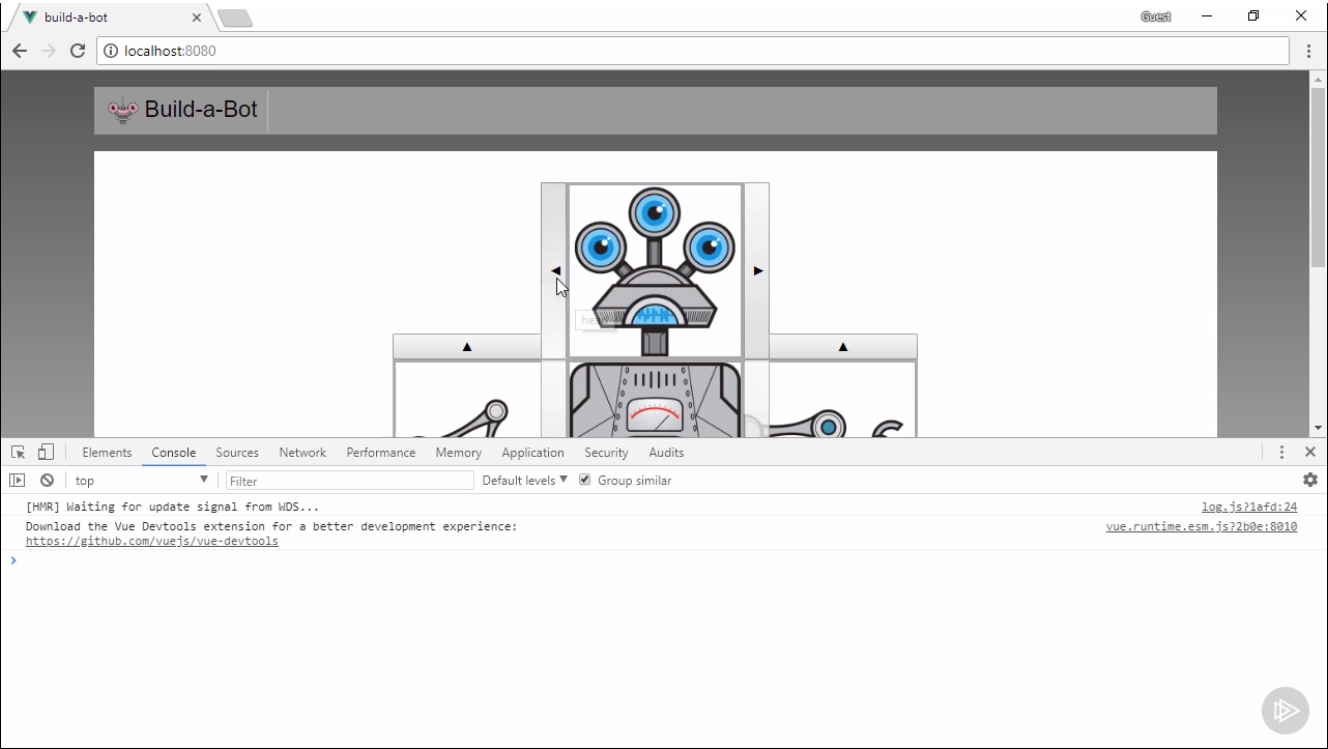 build-a-bot
Guest
localhost:8080
Build-a-Bot
Elements Console Sources Network Performance Memory Application Security Audits
top Filter Default levels Group similar
[HMR] Waiting for update signal from WDS... log.js?1afd:24
Download the Vue Devtools extension for a better development experience: vue.runtime.esm.js?2b0e:8010
https://github.com/vuejs/vue-devtools